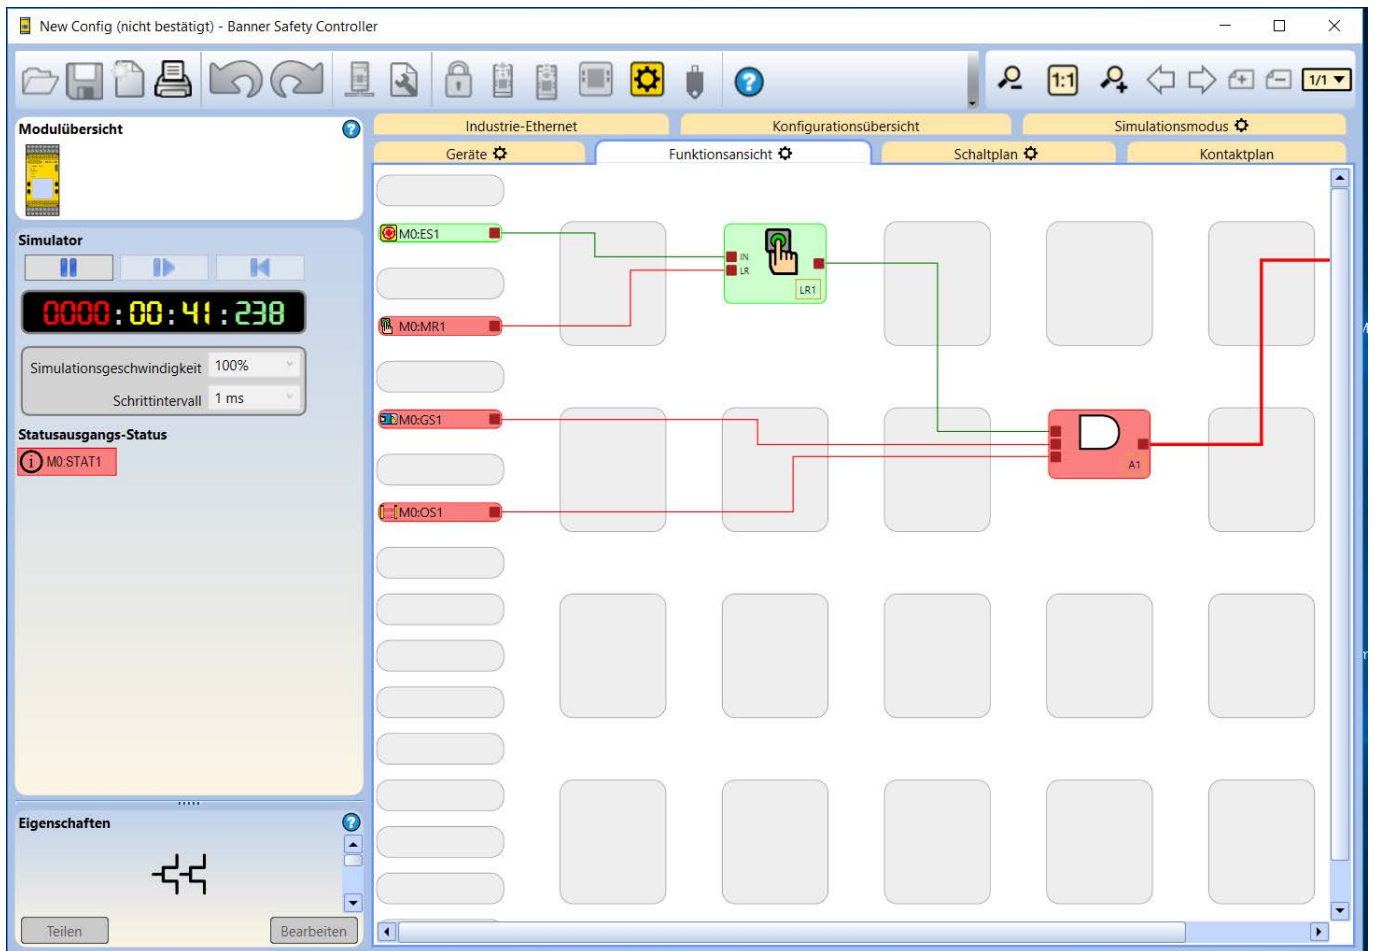 New Config (nicht bestätigt) - Banner Safety Controller
1:1
1/1
Modulübersicht
Industrie-Ethernet
Konfigurationsübersicht
Simulationsmodus
Geräte
Funktionsansicht
Schaltplan
Kontaktplan
Simulator
0000:00:41:238
Simulationsgeschwindigkeit 100%
Schrittintervall 1 ms
Statusausgangs-Status
M0:STAT1
M0:ES1
IN
LR
LR1
M0:MR1
M0:GS1
A1
M0:OS1
Eigenschaften
Teilen
Bearbeiten